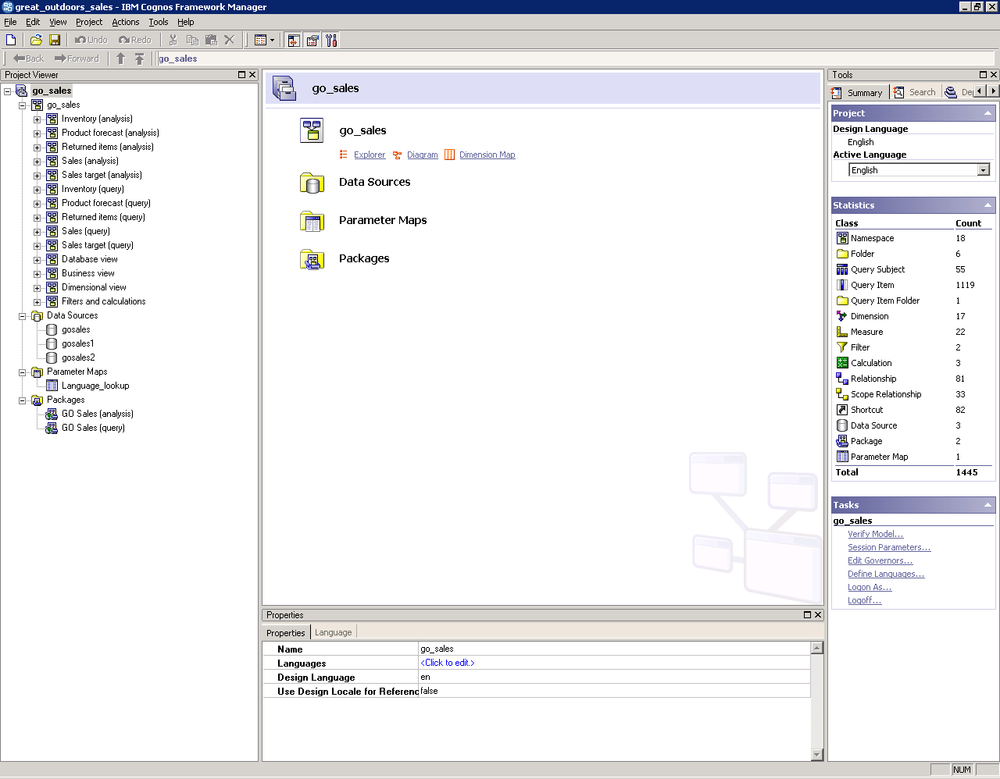 great_outdoors_sales - IBM Cognos Framework Manager
File Edit View Project Actions Tools Help
Undo Redo
Back Forward go_sales
Project Viewer
go_sales
go_sales
Inventory (analysis)
Product forecast (analysis)
Returned items (analysis)
Sales (analysis)
Sales target (analysis)
Inventory (query)
Product forecast (query)
Returned items (query)
Sales (query)
Sales target (query)
Database view
Business view
Dimensional view
Filters and calculations
Data Sources
gosales
gosales1
gosales2
Parameter Maps
Language_lookup
Packages
GO Sales (analysis)
GO Sales (query)
go_sales
go_sales
Explorer Diagram Dimension Map
Data Sources
Parameter Maps
Packages
Properties
Properties Language
Name go_sales
Languages <Click to edit.>
Design Language en
Use Design Locale for Referenc false
Tools
Summary Search De
Project
Design Language
English
Active Language
English
Statistics
Class Count
Namespace 18
Folder 6
Query Subject 55
Query Item 1119
Query Item Folder 1
Dimension 17
Measure 22
Filter 2
Calculation 3
Relationship 81
Scope Relationship 33
Shortcut 82
Data Source 3
Package 2
Parameter Map 1
Total 1445
Tasks
go_sales
Verify Model...
Session Parameters...
Edit Governors...
Define Languages...
Logon As...
Logoff...
NUM